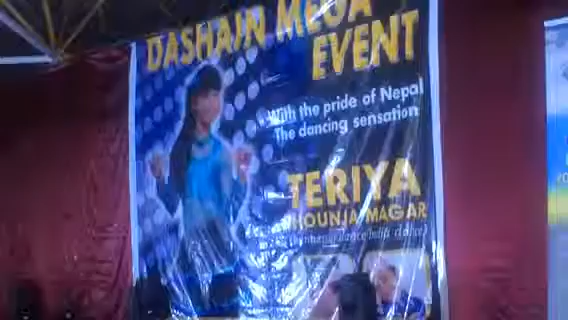 DASHAIN MEGA
EVENT
With the pride of Nepal
The dancing sensation
TERIYA
MAGAR